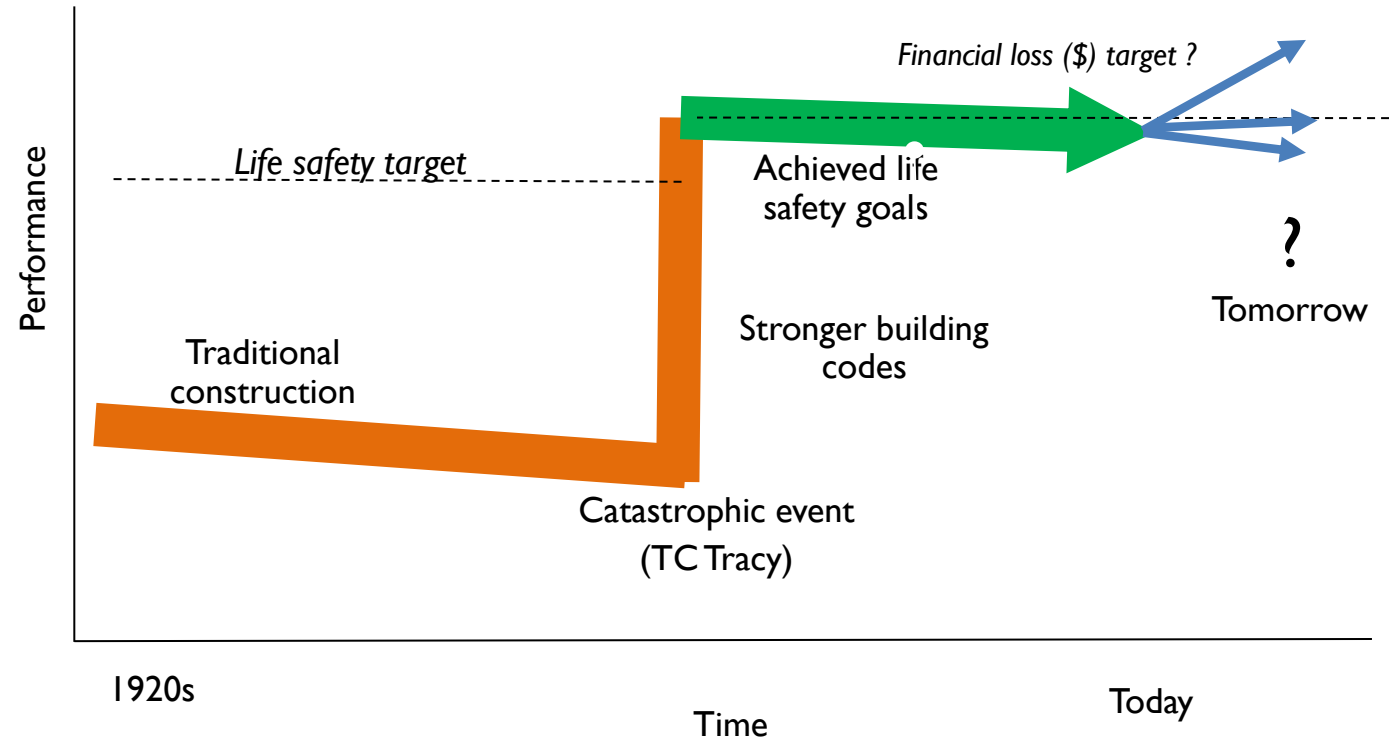 Financial loss ($) target ?
Life safety target
Achieved life
safety goals
Performance
?
Tomorrow
Stronger building
codes
Traditional
construction
Catastrophic event
(TC Tracy)
1920s
Today
Time